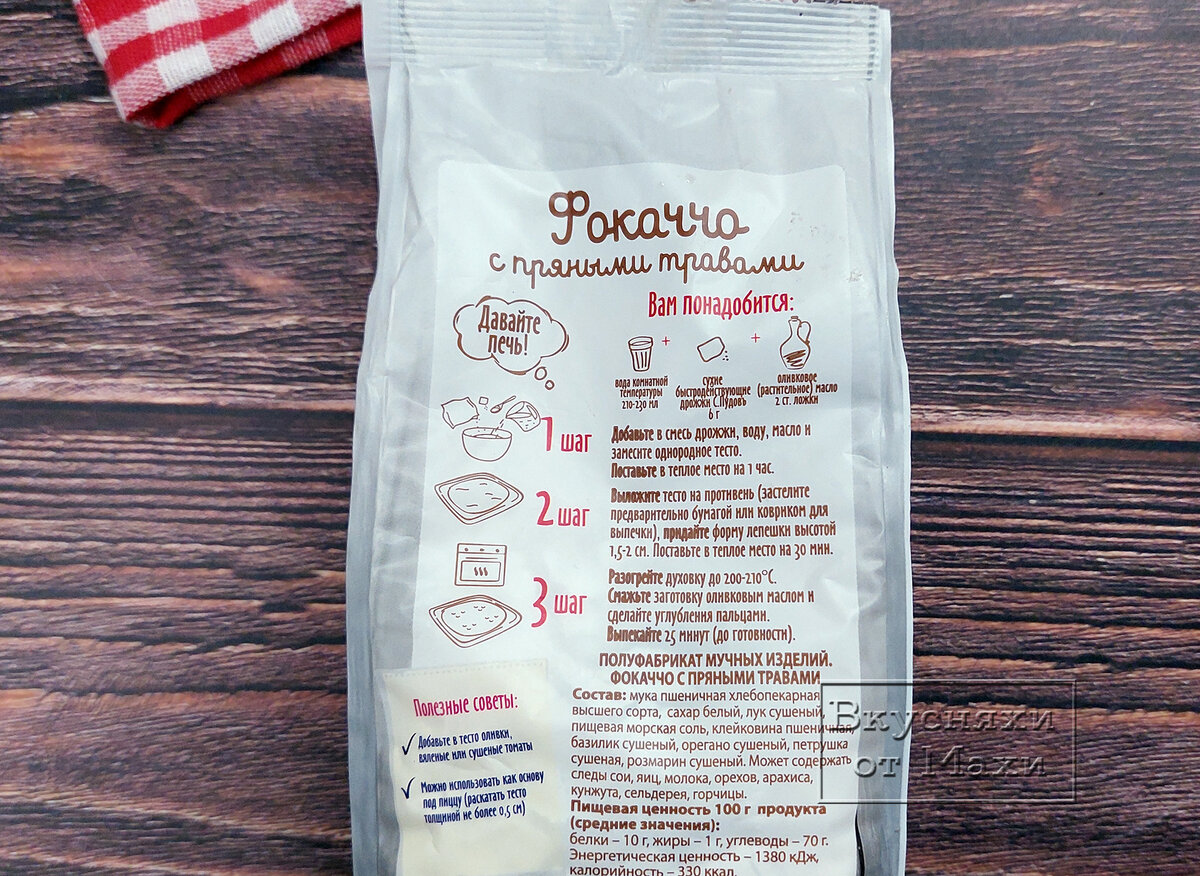 Фокаччо
с пряными травами
Давайте
печь!
Вам понадобится:
+
+
вода комнатной
температуры
210-230 мл
сухие
быстродействующие
дрожжи С.Пудовъ
6 г
оливковое
(растительное) масло
2 ст. ложки
1 шаг
Добавьте в смесь дрожжи, воду, масло и
замесите однородное тесто.
Поставьте в теплое место на 1 час.
2 шаг
Выложите тесто на противень (застелите
предварительно бумагой или ковриком для
выпечки), придайте форму лепешки высотой
1,5-2 см. Поставьте в теплое место на 30 мин.
3 шаг
Разогрейте духовку до 200-210°С.
Смажьте заготовку оливковым маслом и
сделайте углубления пальцами.
Выпекайте 25 минут (до готовности).
ПОЛУФАБРИКАТ МУЧНЫХ ИЗДЕЛИЙ.
ФОКАЧЧО С ПРЯНЫМИ ТРАВАМИ
Состав: мука пшеничная хлебопекарная
высшего сорта, сахар белый, лук сушеный,
пищевая морская соль, клейковина пшеничная,
базилик сушеный, орегано сушеный, петрушка
сушеная, розмарин сушеный. Может содержать
следы сои, яиц, молока, орехов, арахиса,
кунжута, сельдерея, горчицы.
Пищевая ценность 100 г продукта
(средние значения):
белки – 10 г, жиры – 1 г, углеводы – 70 г.
Энергетическая ценность – 1380 кДж,
калорийность – 330 ккал.
Полезные советы:
✓ Добавьте в тесто оливки,
вяленые или сушеные томаты
✓ Можно использовать как основу
под пиццу (раскатать тесто
толщиной не более 0,5 см)
Вкусняхи
от Махи